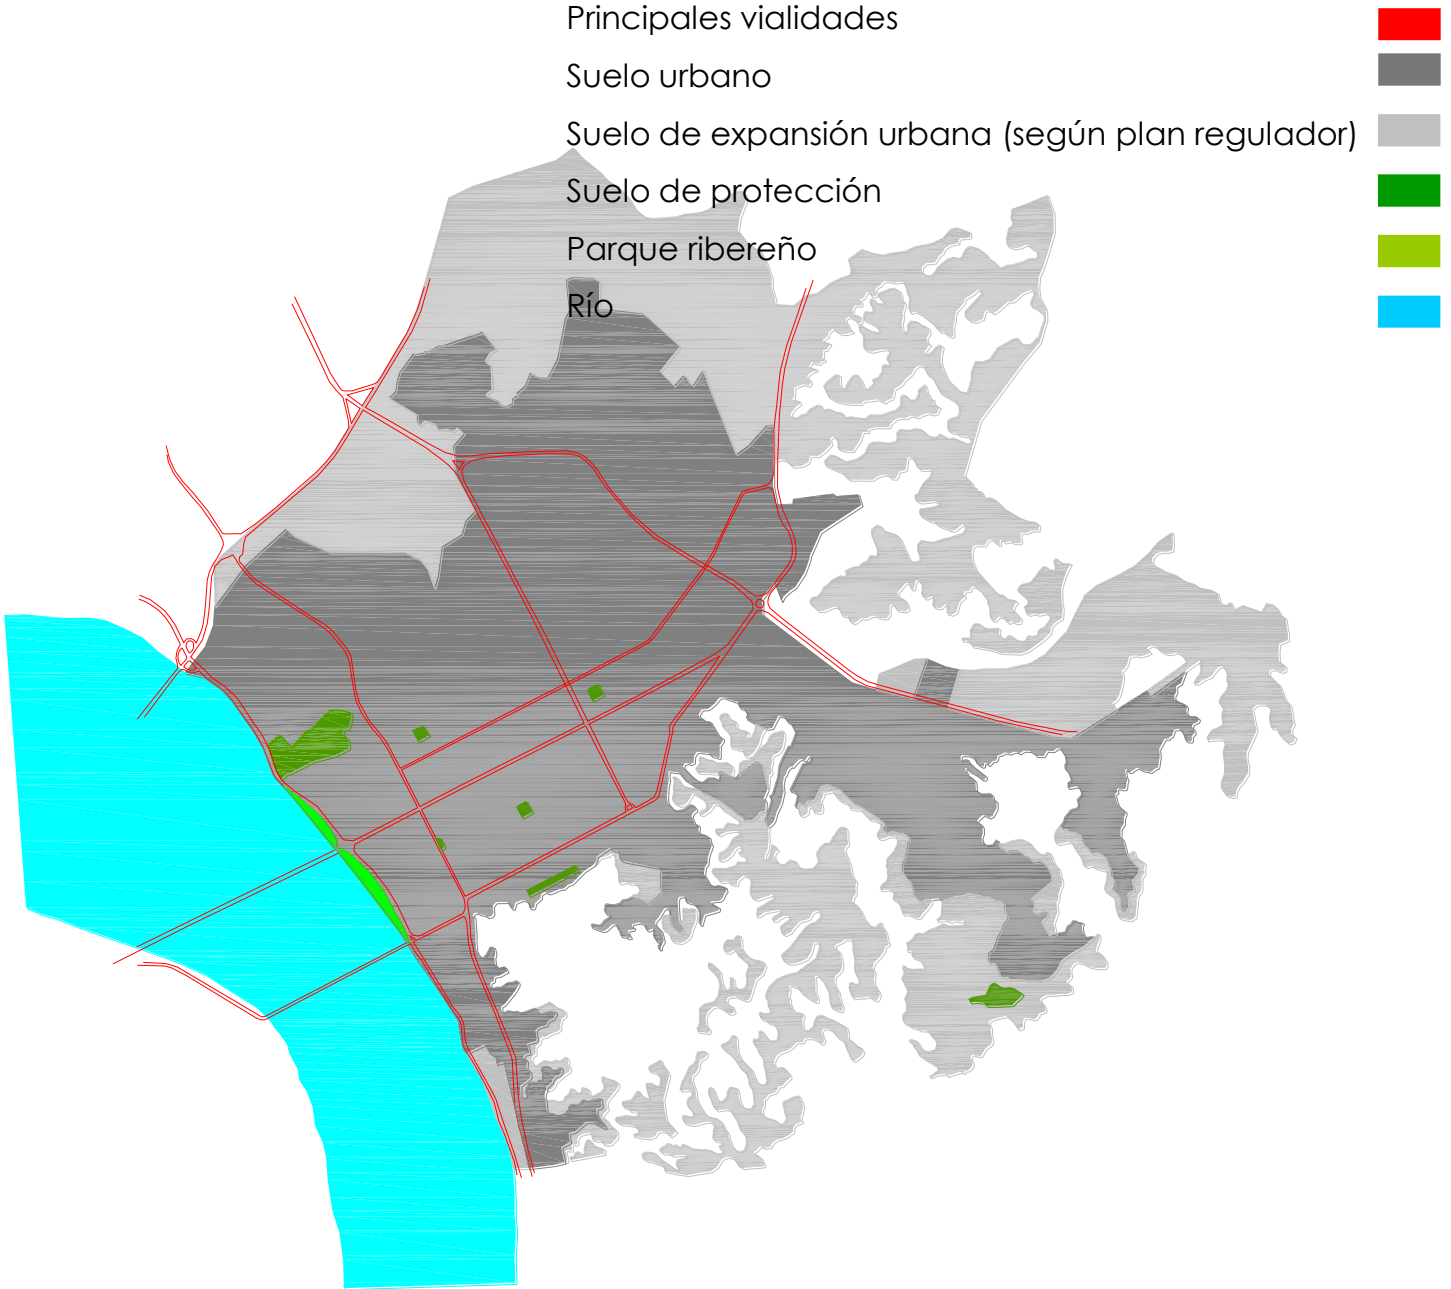 Principales vialidades
Suelo urbano
Suelo de expansión urbana (según plan regulador)
Suelo de protección
Parque ribereño
Río